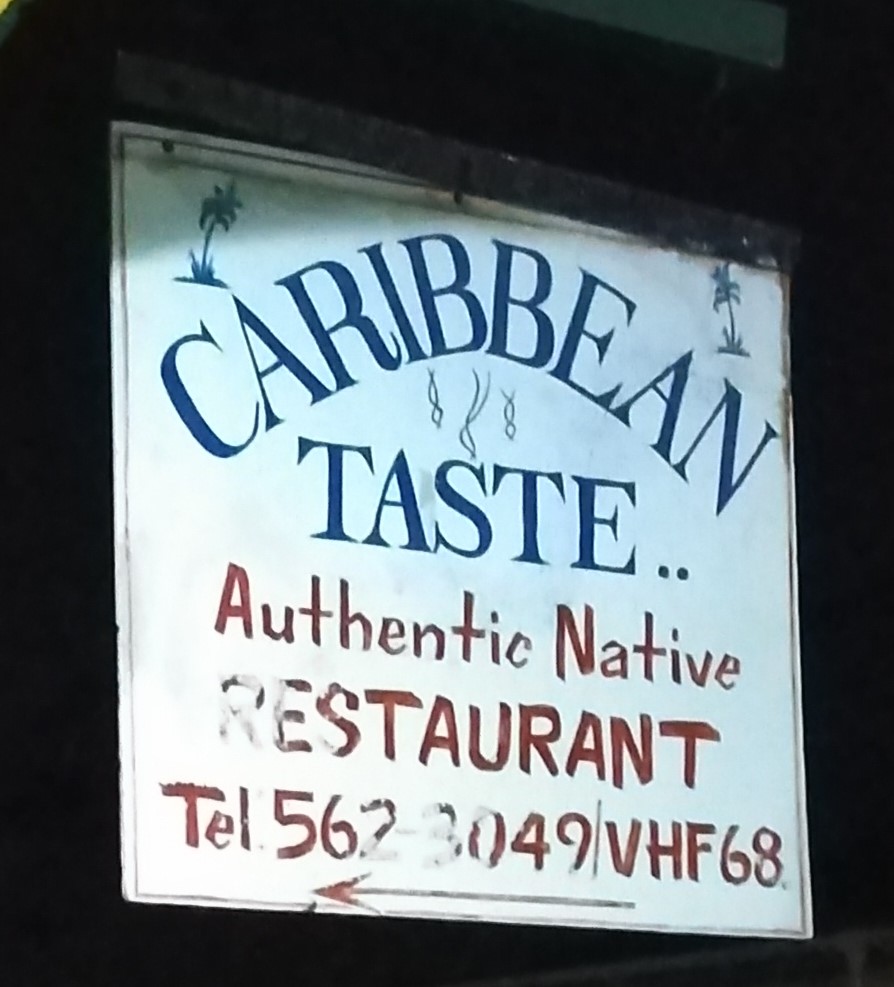 CARIBBEAN
TASTE..
Authentic Native
RESTAURANT
Tel 562-3049/VHF68